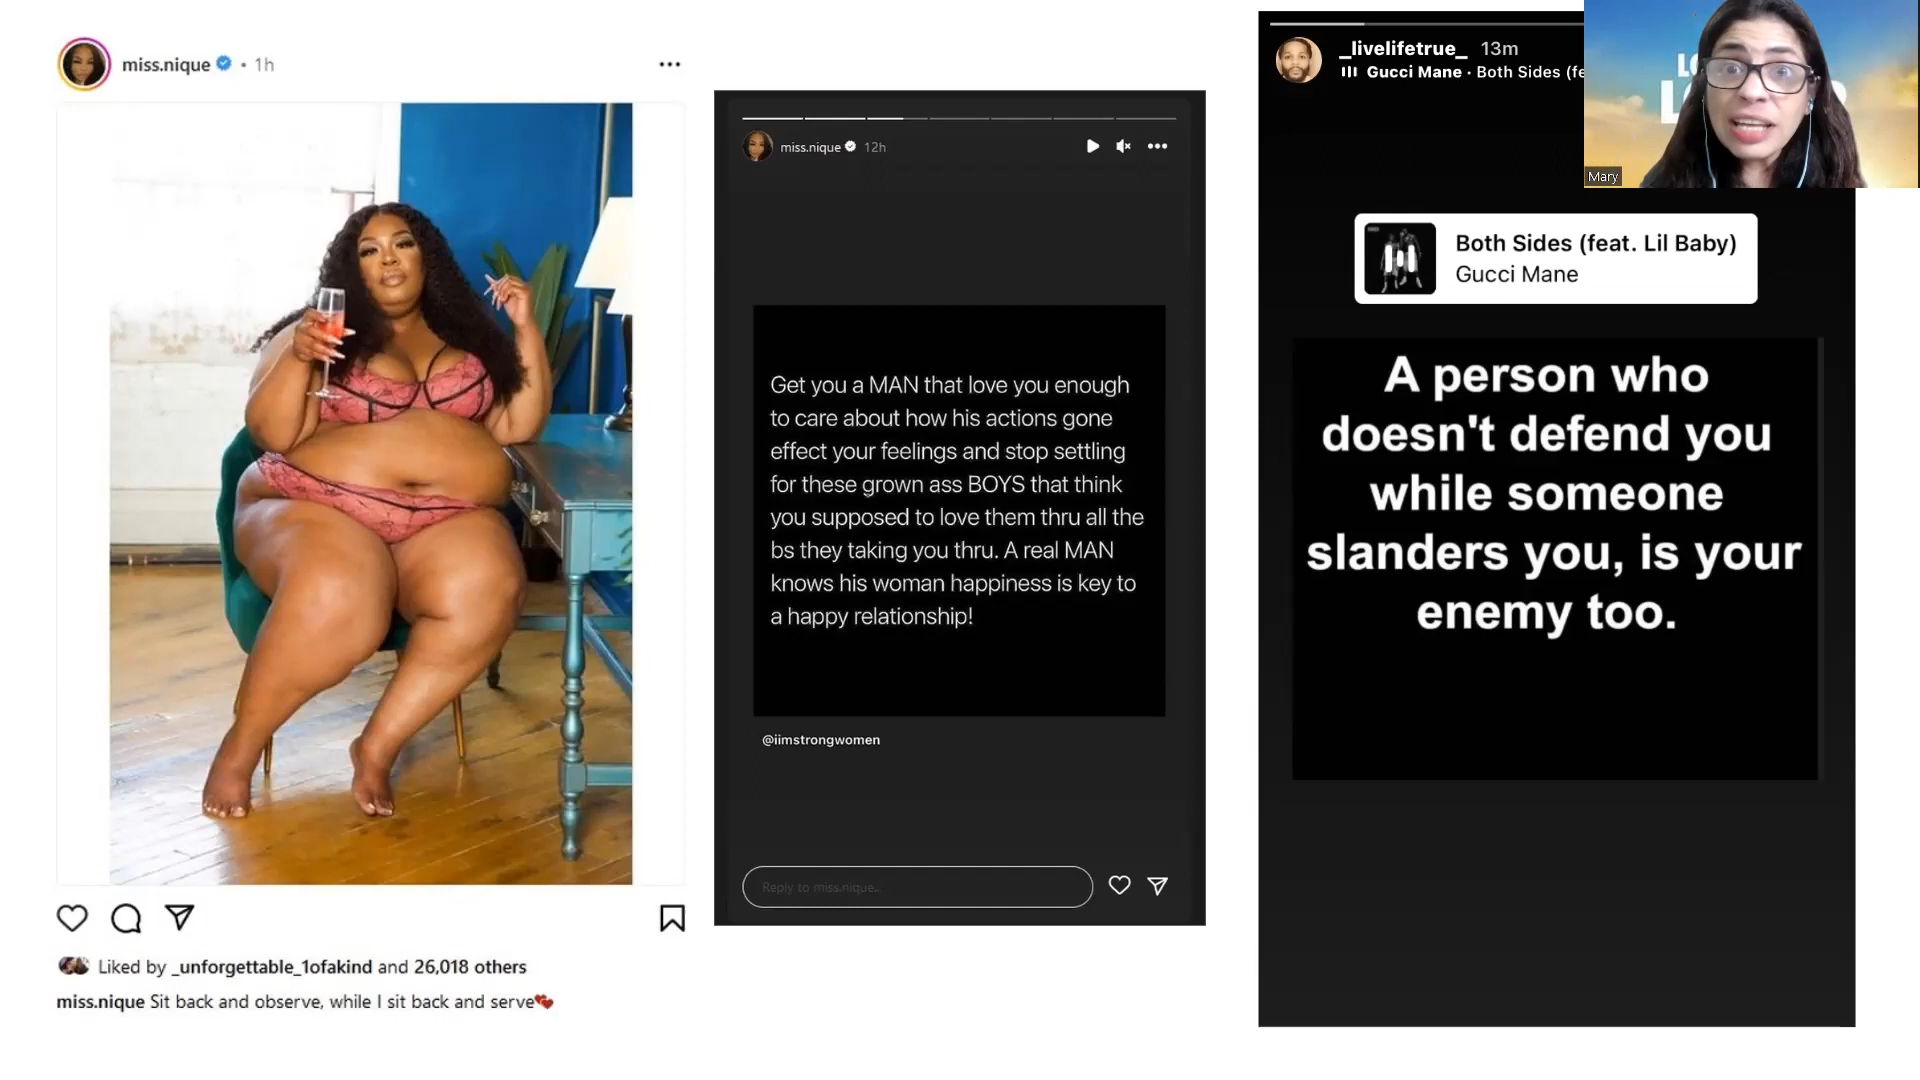 miss.nique • 1h
Liked by _unforgettable_1ofakind and 26,018 others
miss.nique Sit back and observe, while I sit back and serve
miss.nique 12h
Get you a MAN that love you enough
to care about how his actions gone
effect your feelings and stop settling
for these grown ass BOYS that think
you supposed to love them thru all the
bs they taking you thru. A real MAN
knows his woman happiness is key to
a happy relationship!
@iimstrongwomen
Reply to miss.nique...
_livelifetrue_ 13m
Gucci Mane · Both Sides (fe
Both Sides (feat. Lil Baby)
Gucci Mane
A person who
doesn't defend you
while someone
slanders you, is your
enemy too.
Mary